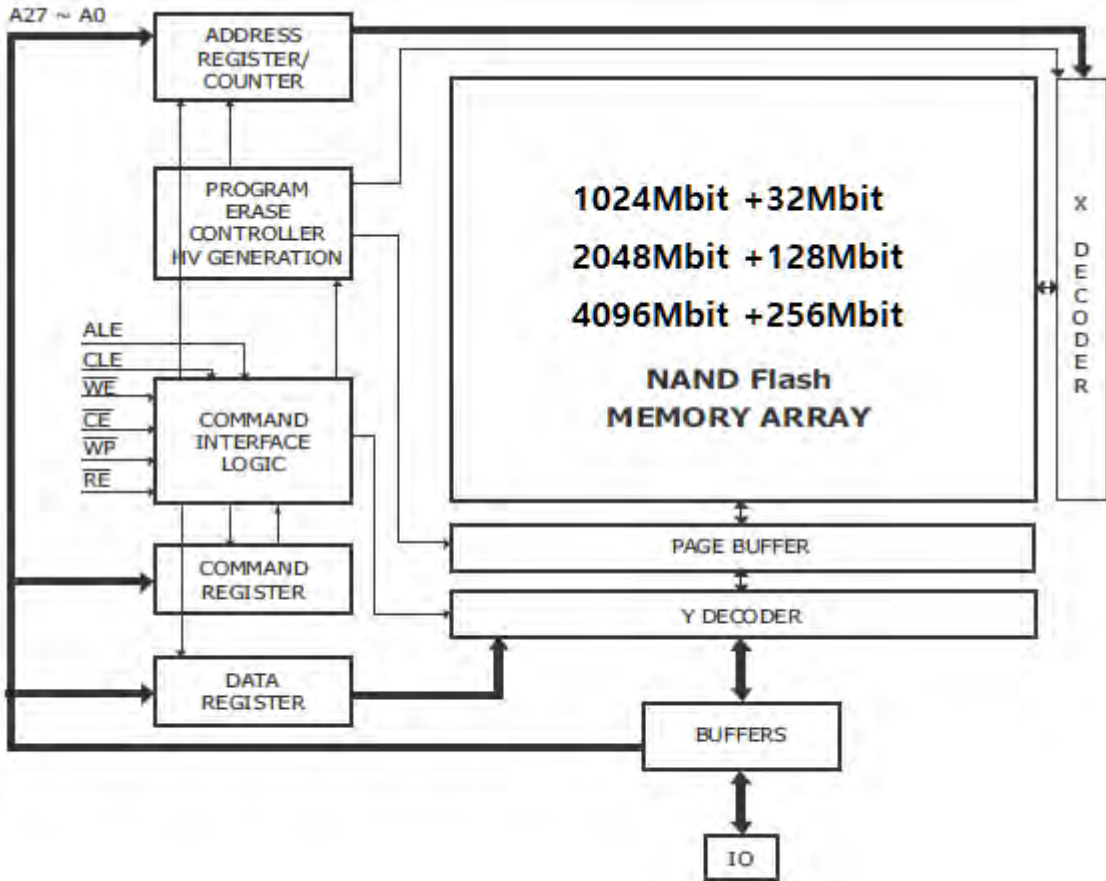 A27 ~ A0
ADDRESS
REGISTER/
COUNTER
PROGRAM
ERASE
CONTROLLER
HV GENERATION
1024Mbit +32Mbit
2048Mbit +128Mbit
4096Mbit +256Mbit
NAND Flash
MEMORY ARRAY
X
DECODER
ALE
CLE
WE
CE
WP
RE
COMMAND
INTERFACE
LOGIC
PAGE BUFFER
COMMAND
REGISTER
Y DECODER
DATA
REGISTER
BUFFERS
IO